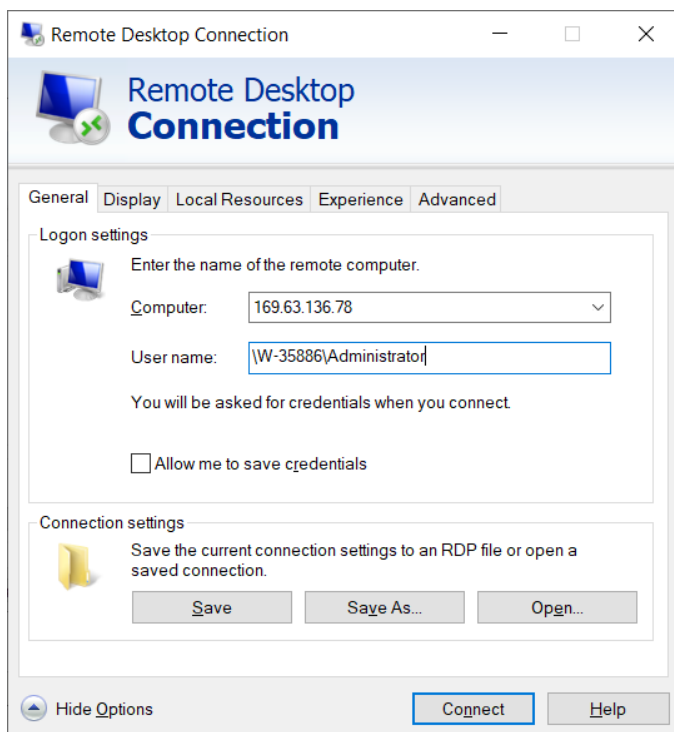 Remote Desktop Connection
Remote Desktop
Connection
General Display Local Resources Experience Advanced
Logon settings
Enter the name of the remote computer.
Computer: 169.63.136.78
User name: \W-35886\Administrator
You will be asked for credentials when you connect.
Allow me to save credentials
Connection settings
Save the current connection settings to an RDP file or open a
saved connection.
Save Save As... Open...
Hide Options Connect Help